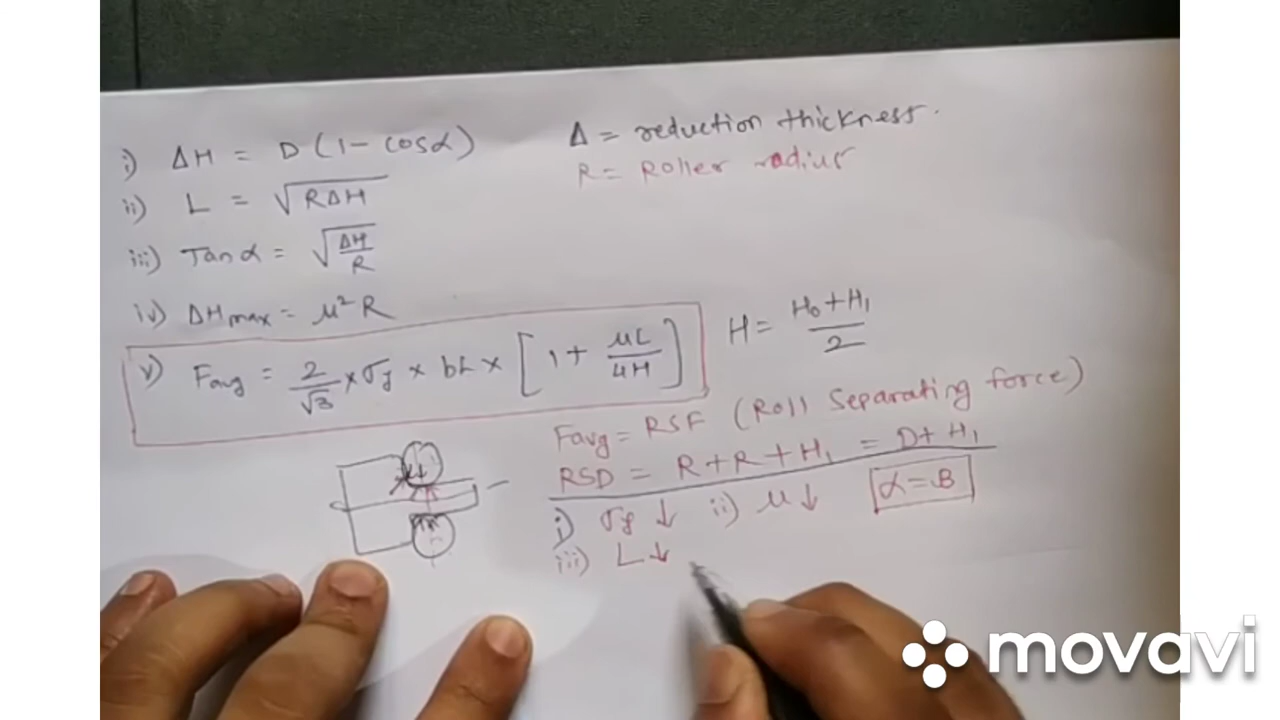 i) ΔH = D (1 - cosα)
Δ = reduction thickness.
R = Roller radius
ii) L = √RΔH
iii) Tanα = √ΔH/R
iv) ΔHmax = μ²R
v) Favg = 2/√3 × σy × bL × [1 + μL/4H]
H = H₀ + H₁/2
Favg = RSF (Roll Separating force)
RSD = R + R + H₁ = D + H₁
i) σy ↓ ii) μ ↓
α = B
iii) L ↓
movavi